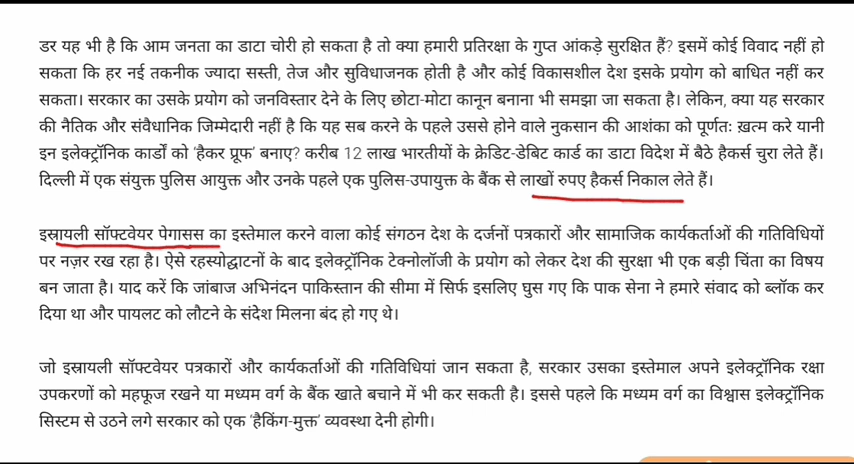 डर यह भी है कि आम जनता का डाटा चोरी हो सकता है तो क्या हमारी प्रतिरक्षा के गुप्त आंकड़े सुरक्षित हैं? इसमें कोई विवाद नहीं हो
सकता कि हर नई तकनीक ज्यादा सस्ती, तेज और सुविधाजनक होती है और कोई विकासशील देश इसके प्रयोग को बाधित नहीं कर
सकता। सरकार का उसके प्रयोग को जनविस्तार देने के लिए छोटा-मोटा कानून बनाना भी समझा जा सकता है। लेकिन, क्या यह सरकार
की नैतिक और संवैधानिक जिम्मेदारी नहीं है कि यह सब करने के पहले उससे होने वाले नुकसान की आशंका को पूर्णतः ख़त्म करे यानी
इन इलेक्ट्रॉनिक कार्डों को 'हैकर प्रूफ' बनाए? करीब 12 लाख भारतीयों के क्रेडिट-डेबिट कार्ड का डाटा विदेश में बैठे हैकर्स चुरा लेते हैं।
दिल्ली में एक संयुक्त पुलिस आयुक्त और उनके पहले एक पुलिस-उपायुक्त के बैंक से लाखों रुपए हैकर्स निकाल लेते हैं।
इस्रायली सॉफ्टवेयर पेगासस का इस्तेमाल करने वाला कोई संगठन देश के दर्जनों पत्रकारों और सामाजिक कार्यकर्ताओं की गतिविधियों
पर नज़र रख रहा है। ऐसे रहस्योद्घाटनों के बाद इलेक्ट्रॉनिक टेक्नोलॉजी के प्रयोग को लेकर देश की सुरक्षा भी एक बड़ी चिंता का विषय
बन जाता है। याद करें कि जांबाज अभिनंदन पाकिस्तान की सीमा में सिर्फ इसलिए घुस गए कि पाक सेना ने हमारे संवाद को ब्लॉक कर
दिया था और पायलट को लौटने के संदेश मिलना बंद हो गए थे।
जो इस्रायली सॉफ्टवेयर पत्रकारों और कार्यकर्ताओं की गतिविधियां जान सकता है, सरकार उसका इस्तेमाल अपने इलेक्ट्रॉनिक रक्षा
उपकरणों को महफूज रखने या मध्यम वर्ग के बैंक खाते बचाने में भी कर सकती है। इससे पहले कि मध्यम वर्ग का विश्वास इलेक्ट्रॉनिक
सिस्टम से उठने लगे सरकार को एक 'हैकिंग-मुक्त' व्यवस्था देनी होगी।